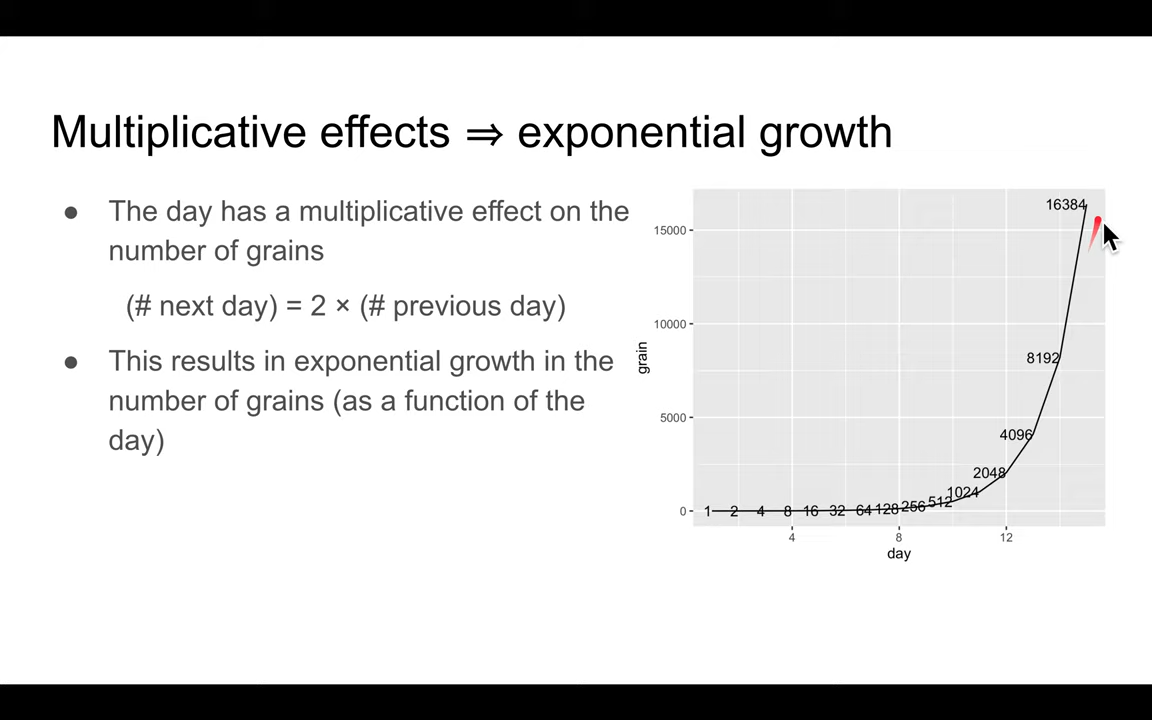 Multiplicative effects ⇒ exponential growth
● The day has a multiplicative effect on the
number of grains
(# next day) = 2 × (# previous day)
● This results in exponential growth in the
number of grains (as a function of the
day)
grain
15000
10000
5000
0
1 2 4 8 16 32 64 128 256 512 1024 2048 4096 8192 16384
4 8 12
day